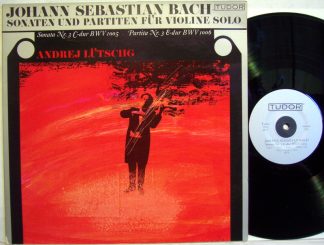 JOHANN SEBASTIAN BACH
TUDOR
SONATEN UND PARTITEN FÜR VIOLINE SOLO
Sonata Nr. 3 C-dur BWV 1005 Partita Nr. 3 E-dur BWV 1006
ANDREJ LÜTSCHG
TUDOR